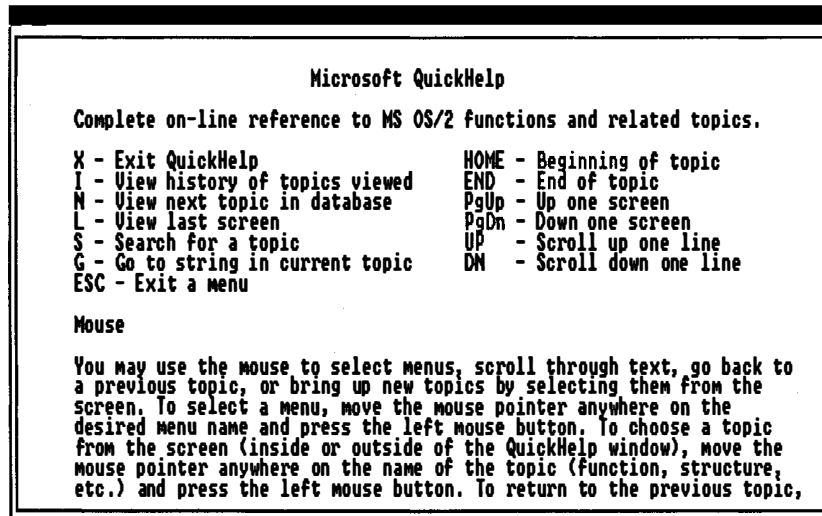 Microsoft QuickHelp
Complete on-line reference to MS OS/2 functions and related topics.
X - Exit QuickHelp HOME - Beginning of topic
I - View history of topics viewed END - End of topic
N - View next topic in database PgUp - Up one screen
L - View last screen PgDn - Down one screen
S - Search for a topic UP - Scroll up one line
G - Go to string in current topic DN - Scroll down one line
ESC - Exit a menu
Mouse
You may use the mouse to select menus, scroll through text, go back to
a previous topic, or bring up new topics by selecting them from the
screen. To select a menu, move the mouse pointer anywhere on the
desired menu name and press the left mouse button. To choose a topic
from the screen (inside or outside of the QuickHelp window), move the
mouse pointer anywhere on the name of the topic (function, structure,
etc.) and press the left mouse button. To return to the previous topic,